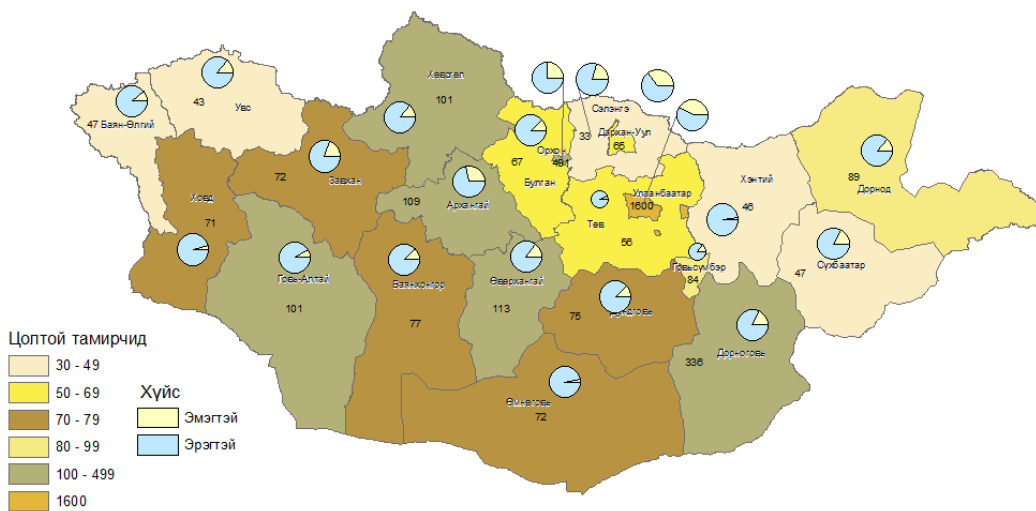 Хөвсгөл
101
43
Увс
47 Баян-Өлгий
Сэлэнгэ
33
Дархан-Уул
65
Орхон
491
67
Булган
72
Завхан
Ховд
71
109
Архангай
Улаанбаатар
1600
Төв
56
Хэнтий
46
89
Дорнод
47
Сүхбаатар
Говьсүмбэр
84
Говь-Алтай
101
Баянхонгор
77
Өвөрхангай
113
Дундговь
75
Дорноговь
336
Өмнөговь
72
Цолтой тамирчид
30 - 49
50 - 69
70 - 79
80 - 99
100 - 499
1600
Хүйс
Эмэгтэй
Эрэгтэй